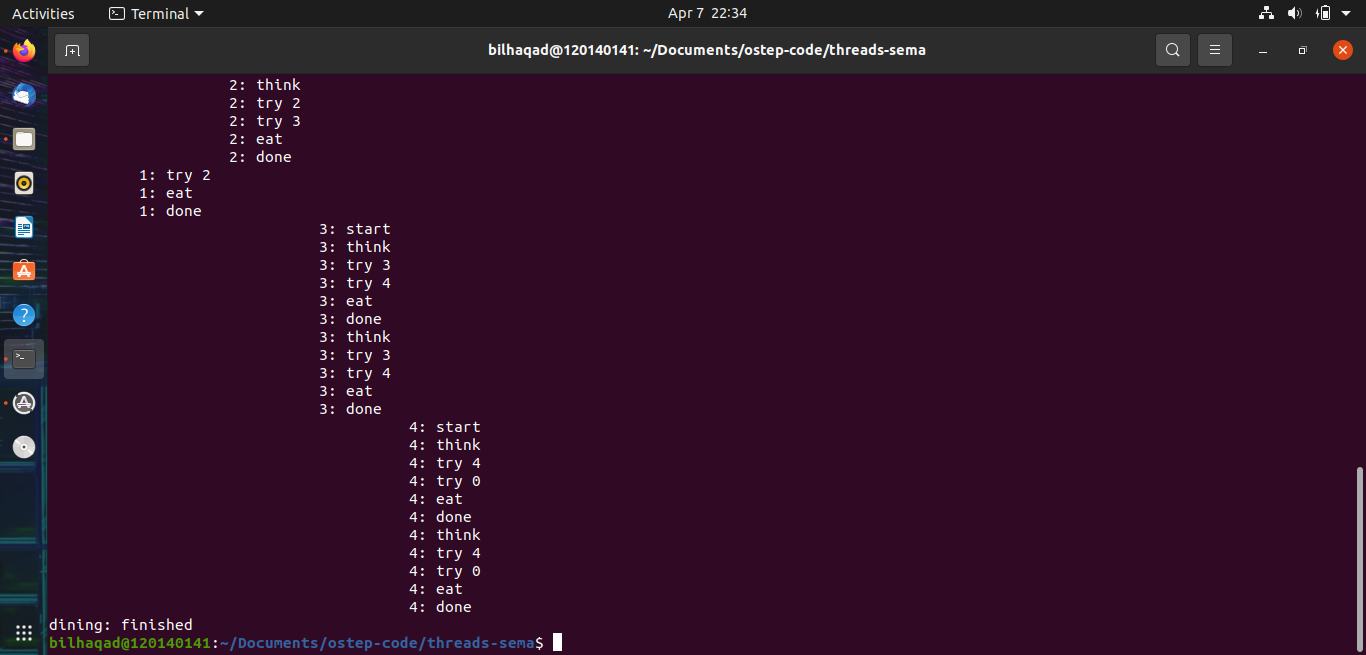 Activities
Terminal
Apr 7 22:34
bilhaqad@120140141: ~/Documents/ostep-code/threads-sema
2: think
2: try 2
2: try 3
2: eat
2: done
1: try 2
1: eat
1: done
3: start
3: think
3: try 3
3: try 4
3: eat
3: done
3: think
3: try 3
3: try 4
3: eat
3: done
4: start
4: think
4: try 4
4: try 0
4: eat
4: done
4: think
4: try 4
4: try 0
4: eat
4: done
dining: finished
bilhaqad@120140141:~/Documents/ostep-code/threads-sema$